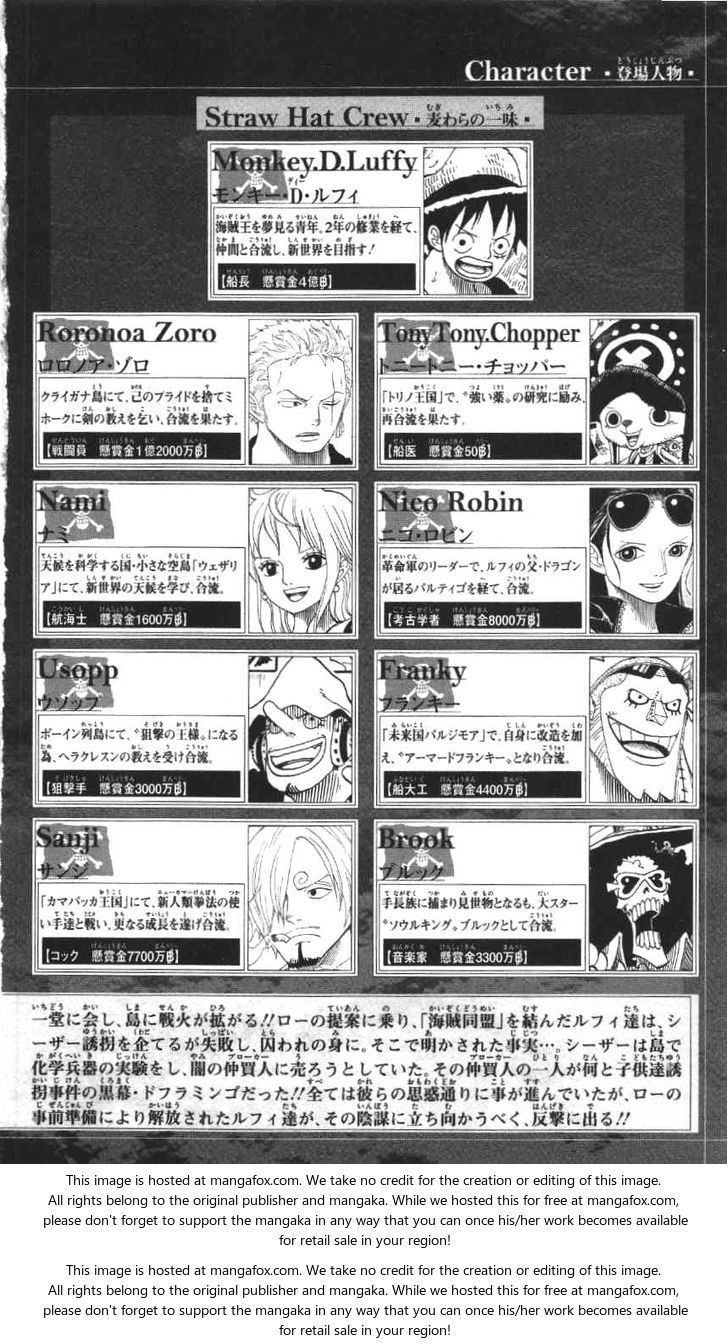 Character ・登場人物・
Straw Hat Crew・麦わらの一味・
Monkey.D.Luffy
モンキー・D・ルフィ
海賊王を夢見る青年。2年の修業を経て、
仲間と合流し、新世界を目指す!
【船長 懸賞金4億฿】
Roronoa Zoro
ロロノア・ゾロ
クライガナ島にて、己のプライドを捨てミ
ホークに剣の教えを乞い、合流を果たす。
【戦闘員 懸賞金1億2000万฿】
TonyTony.Chopper
トニートニー・チョッパー
「トリノ王国」で、“強い薬”の研究に励み、
再合流を果たす。
【船医 懸賞金50฿】
Nami
ナミ
天候を科学する国・小さな空島「ウェザリ
ア」にて、新世界の天候を学び、合流。
【航海士 懸賞金1600万฿】
Nico Robin
ニコ・ロビン
革命軍のリーダーで、ルフィの父・ドラゴン
が居るバルティゴを経て、合流。
【考古学者 懸賞金8000万฿】
Usopp
ウソップ
ボーイン列島にて、“狙撃の王様”になる
為、ヘラクレスンの教えを受け合流。
【狙撃手 懸賞金3000万฿】
Franky
フランキー
「未来国バルジモア」で、自身に改造を加
え、“アーマードフランキー”となり合流。
【船大工 懸賞金4400万฿】
Sanji
サンジ
「カマバッカ王国」にて、新人類拳法の使
い手達と戦い、更なる成長を遂げ合流。
【コック 懸賞金7700万฿】
Brook
ブルック
手長族に捕まり見世物となるも、大スター
“ソウルキング”ブルックとして合流。
【音楽家 懸賞金3300万฿】
一堂に会し、島に戦火が拡がる!!ローの提案に乗り、「海賊同盟」を結んだルフィ達は、シ
ーザー誘拐を企てるが失敗し、囚われの身に。そこで明かされた事実…。シーザーは島で
化学兵器の実験をし、闇の仲買人に売ろうとしていた。その仲買人の一人が何と子供達誘
拐事件の黒幕・ドフラミンゴだった!!全ては彼らの思惑通りに事が進んでいたが、ローの
事前準備により解放されたルフィ達が、その陰謀に立ち向かうべく、反撃に出る!!
This image is hosted at mangafox.com. We take no credit for the creation or editing of this image.
All rights belong to the original publisher and mangaka. While we hosted this for free at mangafox.com,
please don't forget to support the mangaka in any way that you can once his/her work becomes available
for retail sale in your region!
This image is hosted at mangafox.com. We take no credit for the creation or editing of this image.
All rights belong to the original publisher and mangaka. While we hosted this for free at mangafox.com,
please don't forget to support the mangaka in any way that you can once his/her work becomes available
for retail sale in your region!